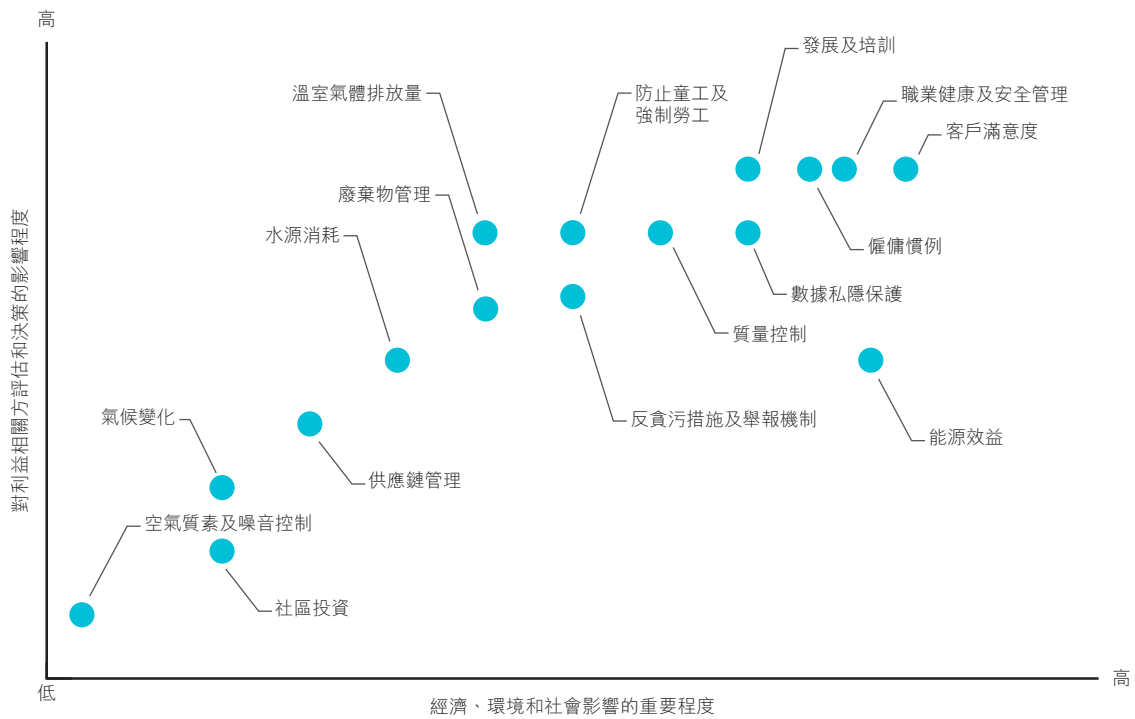 高
發展及培訓
溫室氣體排放量
防止童工及
強制勞工
職業健康及安全管理
客戶滿意度
廢棄物管理
水源消耗
僱傭慣例
數據私隱保護
質量控制
對利益相關方評估和決策的影響程度
氣候變化
反貪污措施及舉報機制
能源效益
供應鏈管理
空氣質素及噪音控制
社區投資
低
高
經濟、環境和社會影響的重要程度